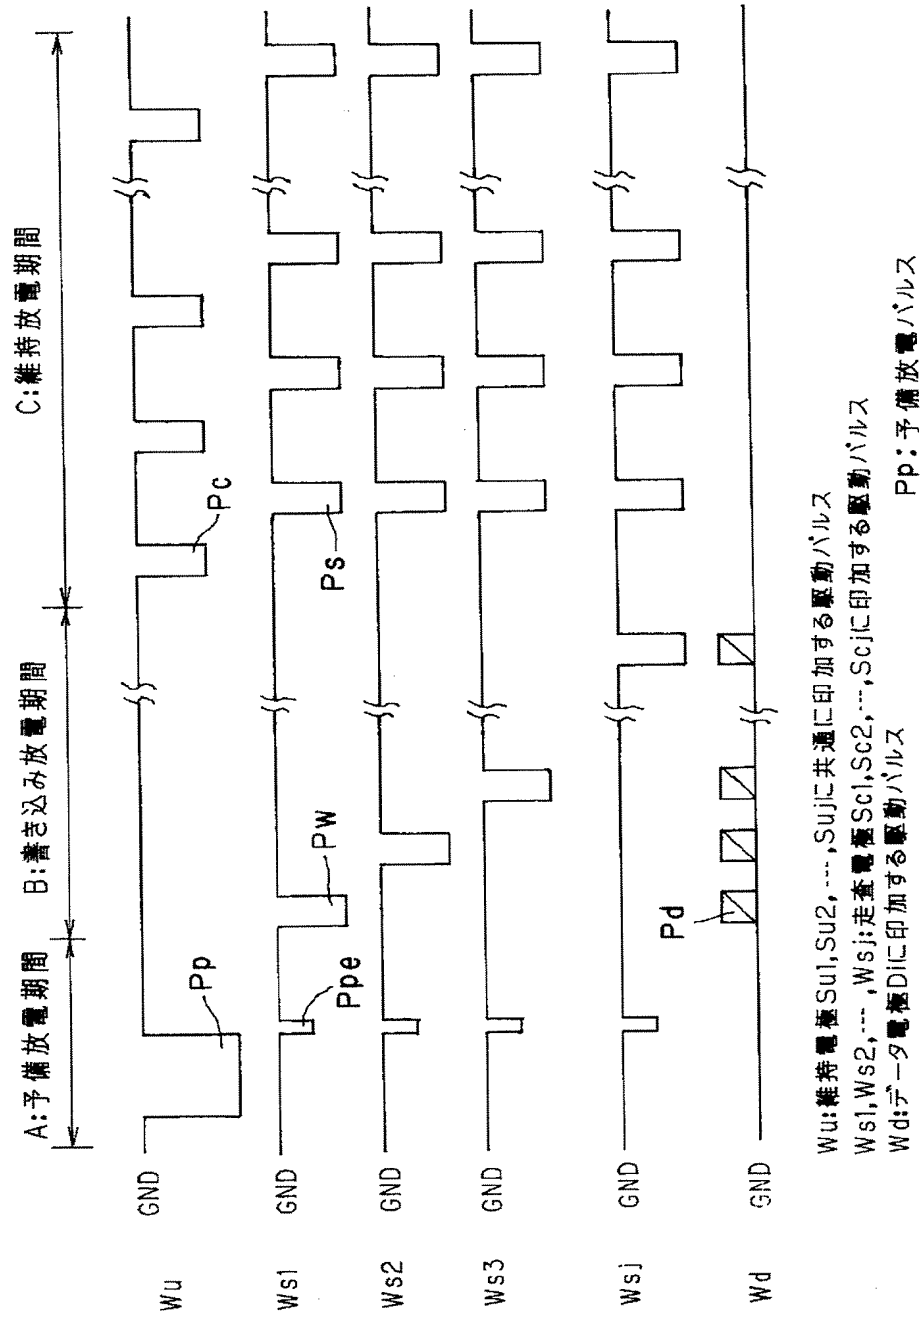 A:予備放電期間
B:書き込み放電期間
C:維持放電期間
Wu
GND
Pp
Pc
Ws1
GND
Ppe
Pw
Ps
Ws2
GND
Ws3
GND
Wsj
GND
Wd
GND
Pd
Wu:維持電極Su1,Su2,---,Sujに共通に印加する駆動パルス
Ws1,Ws2,---,Wsj:走査電極Sc1,Sc2,---,Scjに印加する駆動パルス
Wd:データ電極Diに印加する駆動パルス
Pp:予備放電パルス